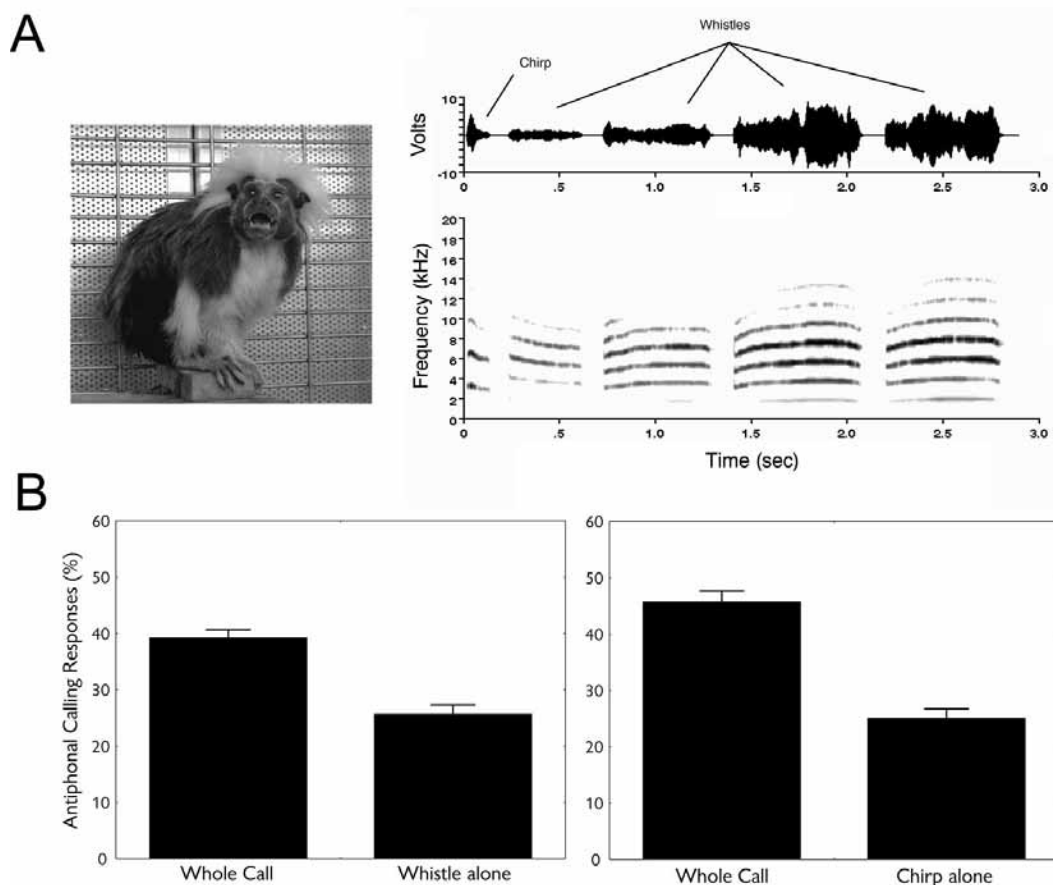 A
Whistles
Chirp
Volts
10
-10
0 .5 1.0 1.5 2.0 2.5 3.0
Frequency (kHz)
20
18
16
14
12
10
8
6
4
2
0
0 .5 1.0 1.5 2.0 2.5 3.0
Time (sec)
B
Antiphonal Calling Responses (%)
60
50
40
30
20
10
0
Whole Call Whistle alone
60
50
40
30
20
10
0
Whole Call Chirp alone